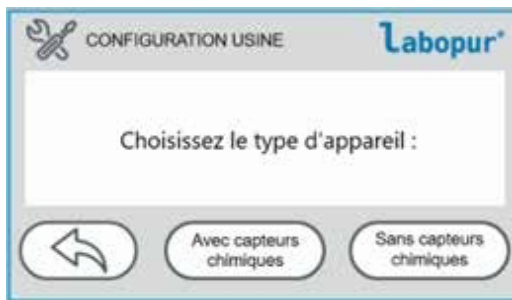 CONFIGURATION USINE
Labopur®
Choisissez le type d'appareil :
Avec capteurs
chimiques
Sans capteurs
chimiques